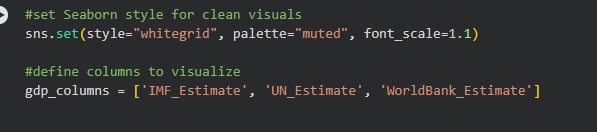 #set Seaborn style for clean visuals
sns.set(style="whitegrid", palette="muted", font_scale=1.1)
#define columns to visualize
gdp_columns = ['IMF_Estimate', 'UN_Estimate', 'WorldBank_Estimate']